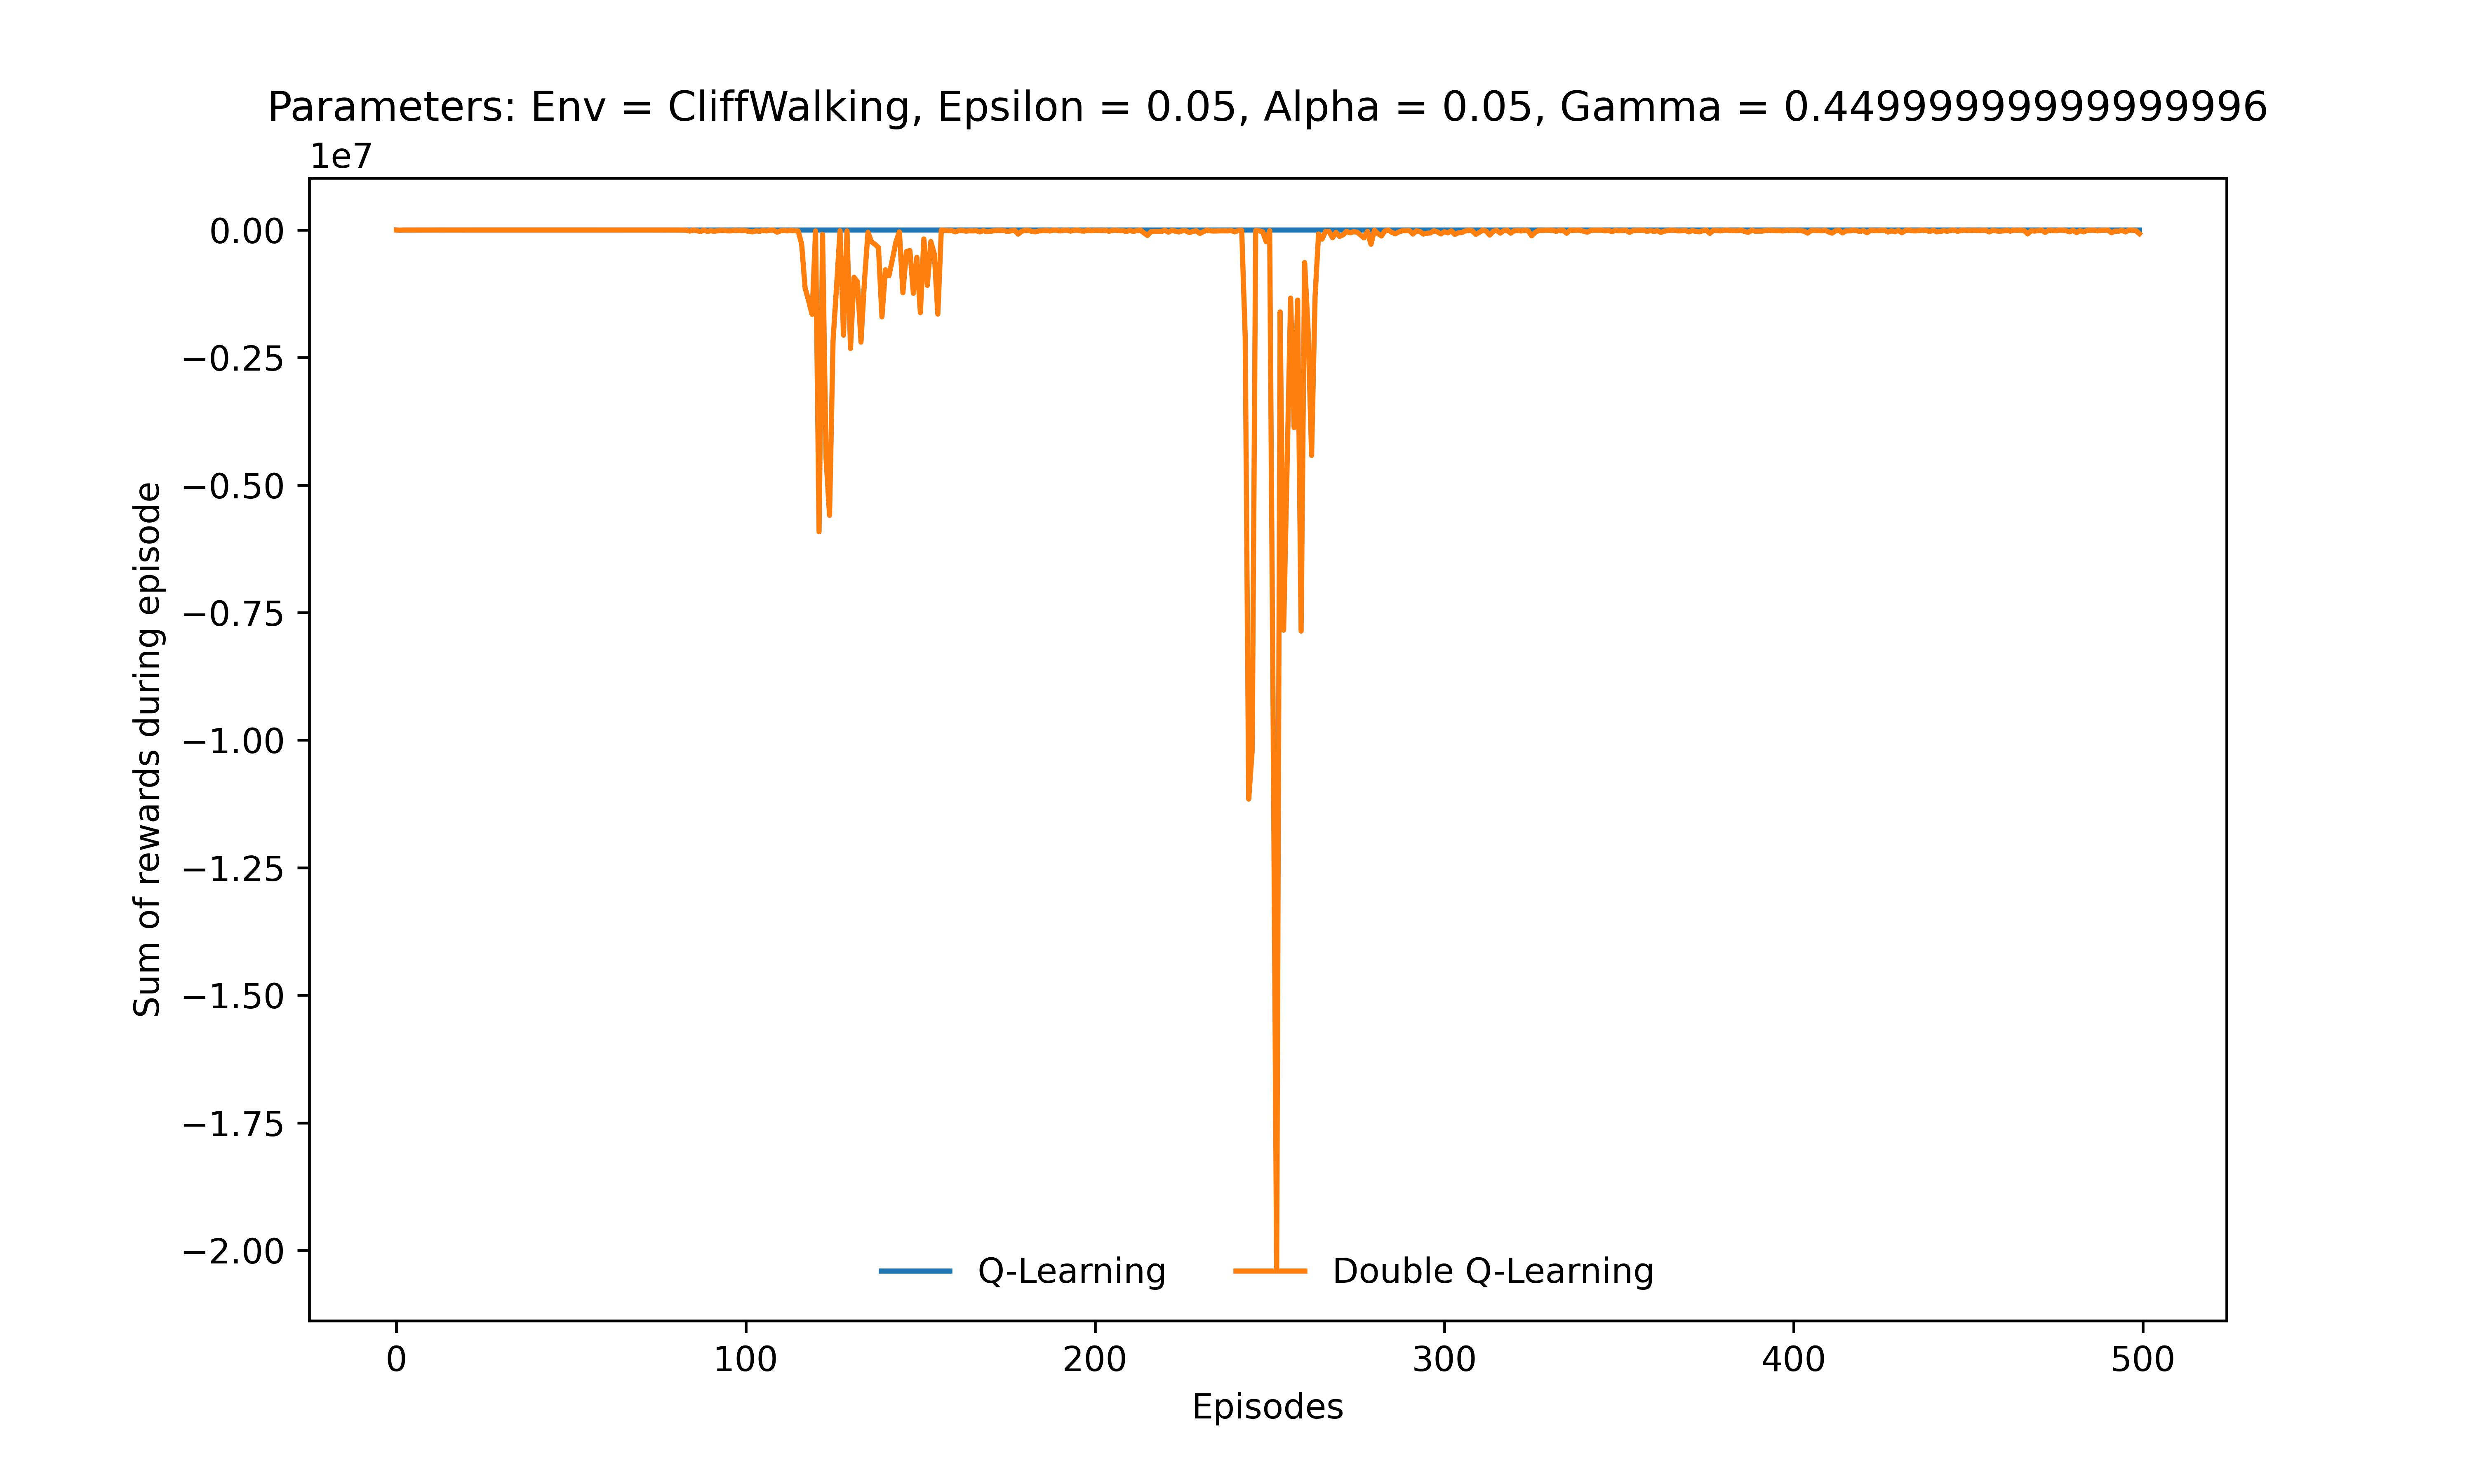 Parameters: Env = CliffWalking, Epsilon = 0.05, Alpha = 0.05, Gamma = 0.44999999999999996
1e7
0.00
−0.25
−0.50
−0.75
−1.00
−1.25
−1.50
−1.75
−2.00
Sum of rewards during episode
Q-Learning
Double Q-Learning
0
100
200
300
400
500
Episodes